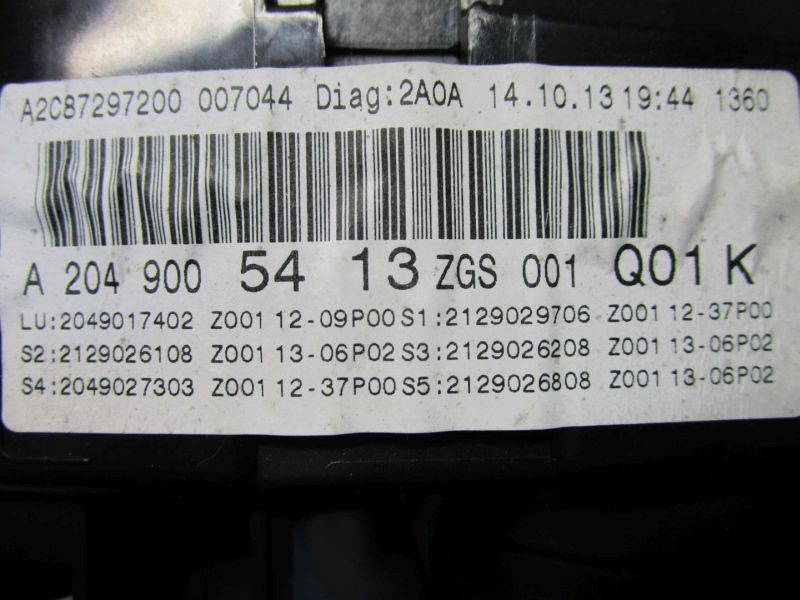 A2C87297200 007044 Diag:2A0A 14.10.13 19:44 1360
A 204 900 54 13 ZGS 001 Q01 K
LU:2049017402 Z001 12-09P00 S1:2129029706 Z001 12-37P00
S2:2129026108 Z001 13-06P02 S3:2129026208 Z001 13-06P02
S4:2049027303 Z001 12-37P00 S5:2129026808 Z001 13-06P02